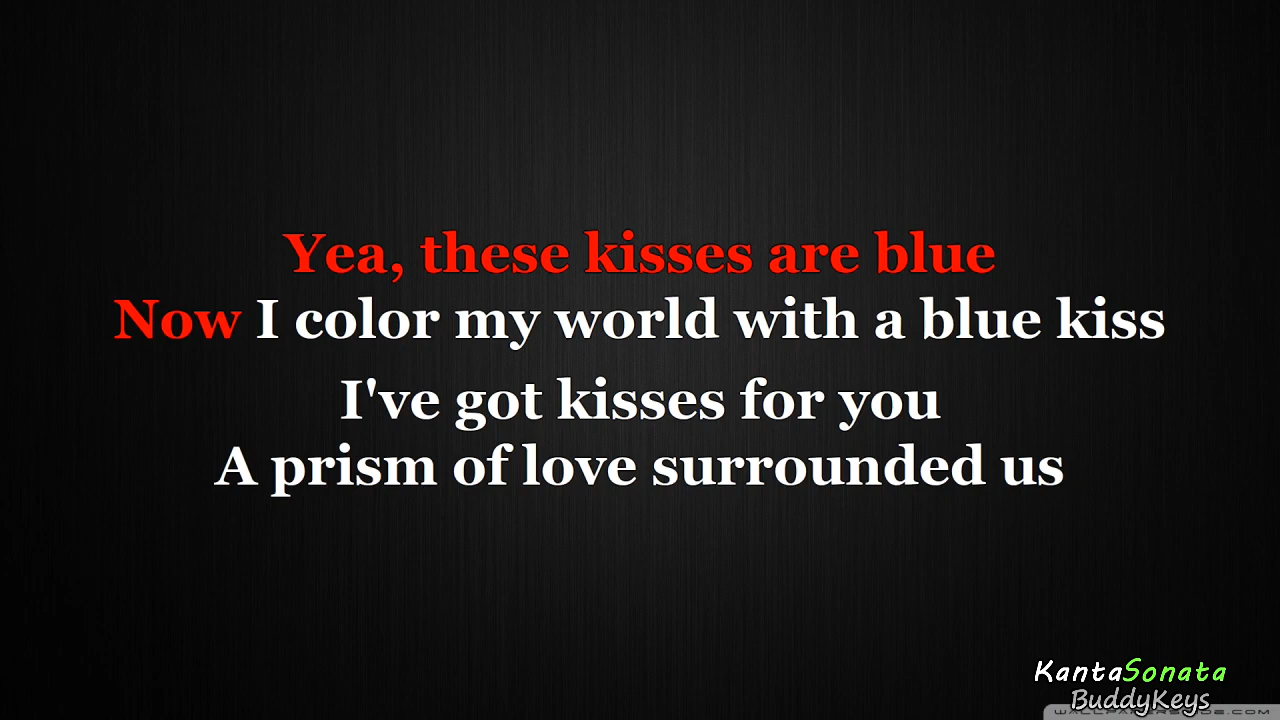 Yea, these kisses are blue
Now I color my world with a blue kiss
I've got kisses for you
A prism of love surrounded us
KantaSonata
BuddyKeys